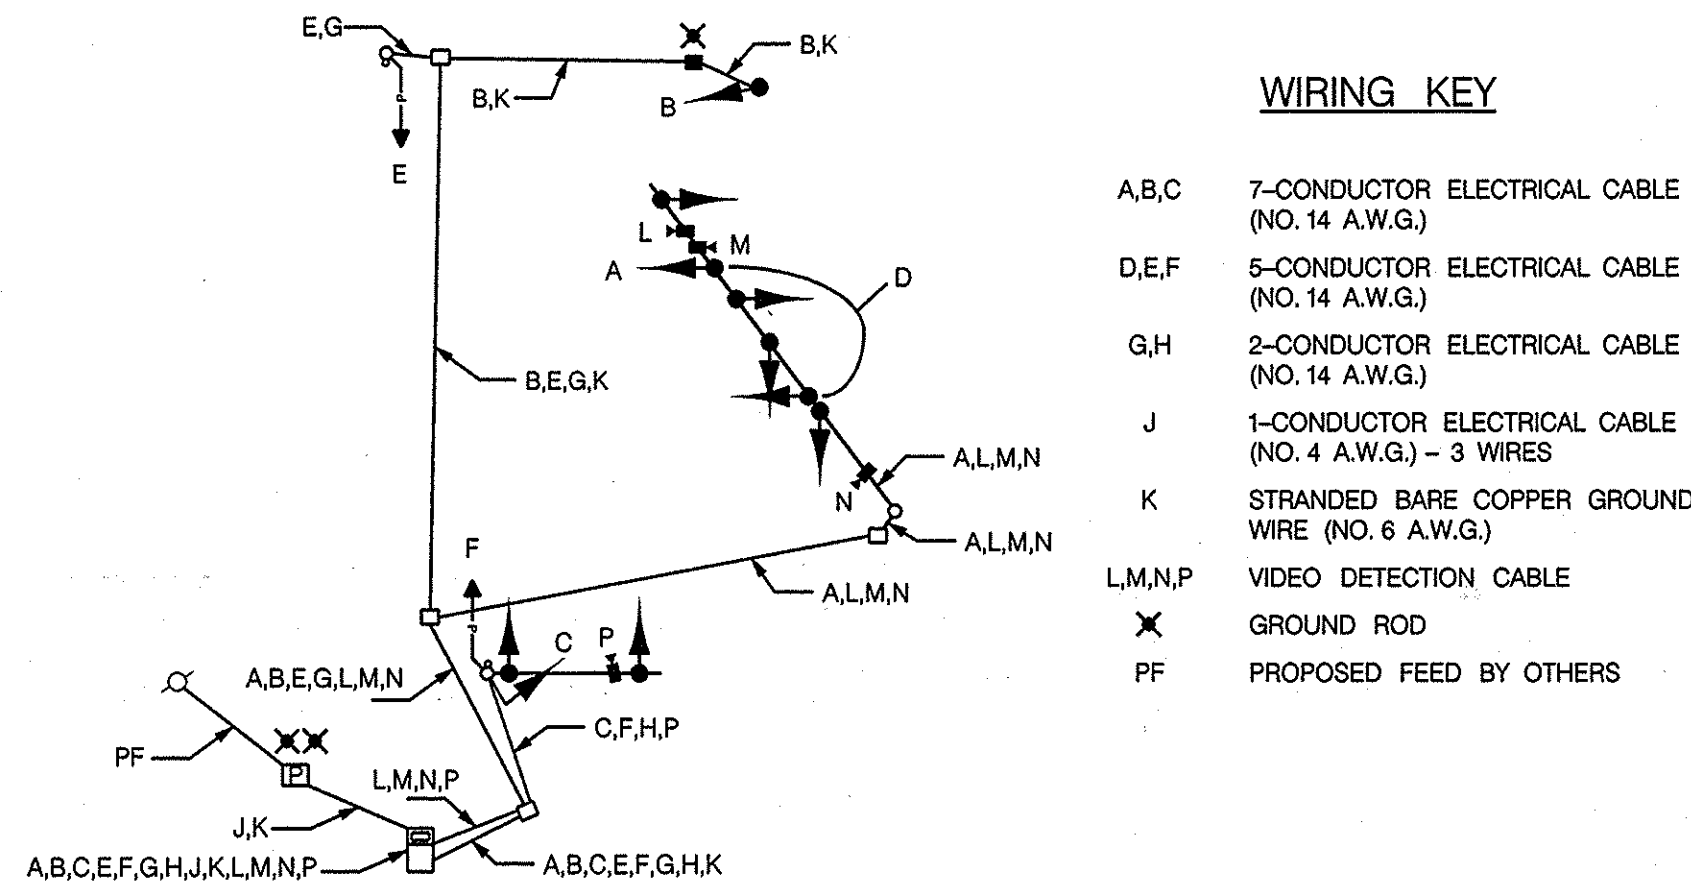 E,G
B,K
B,K
B
P
E
WIRING KEY
A,B,C 7-CONDUCTOR ELECTRICAL CABLE
(NO. 14 A.W.G.)
D,E,F 5-CONDUCTOR ELECTRICAL CABLE
(NO. 14 A.W.G.)
G,H 2-CONDUCTOR ELECTRICAL CABLE
(NO. 14 A.W.G.)
J 1-CONDUCTOR ELECTRICAL CABLE
(NO. 4 A.W.G.) - 3 WIRES
K STRANDED BARE COPPER GROUND
WIRE (NO. 6 A.W.G.)
L,M,N,P VIDEO DETECTION CABLE
GROUND ROD
PF PROPOSED FEED BY OTHERS
L
M
A
D
B,E,G,K
A,L,M,N
N
A,L,M,N
A,L,M,N
F
P
C
P
A,B,E,G,L,M,N
C,F,H,P
PF
P
L,M,N,P
J,K
A,B,C,E,F,G,H,J,K,L,M,N,P
A,B,C,E,F,G,H,K